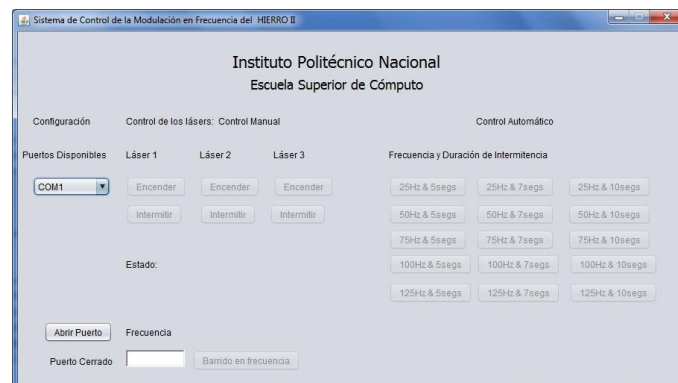 Sistema de Control de la Modulación en Frecuencia del HIERRO II
Instituto Politécnico Nacional
Escuela Superior de Cómputo
Configuración Control de los lásers: Control Manual Control Automático
Puertos Disponibles Láser 1 Láser 2 Láser 3 Frecuencia y Duración de Intermitencia
COM1 Encender Encender Encender 25Hz & 5segs 25Hz & 7segs 25Hz & 10segs
Intermitir Intermitir Intermitir 50Hz & 5segs 50Hz & 7segs 50Hz & 10segs
75Hz & 5segs 75Hz & 7segs 75Hz & 10segs
Estado: 100Hz & 5segs 100Hz & 7segs 100Hz & 10segs
125Hz & 5segs 125Hz & 7segs 125Hz & 10segs
Abrir Puerto Frecuencia
Puerto Cerrado Barrido en frecuencia